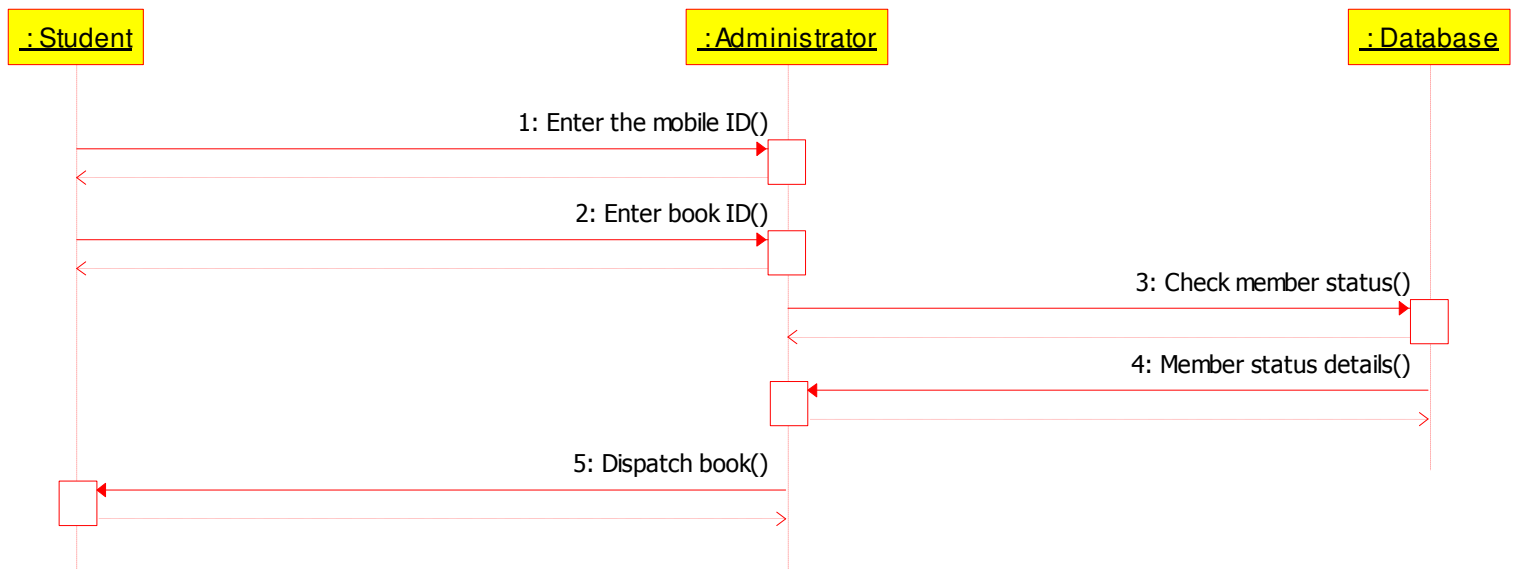 : Student
: Administrator
: Database
1: Enter the mobile ID()
2: Enter book ID()
3: Check member status()
4: Member status details()
5: Dispatch book()